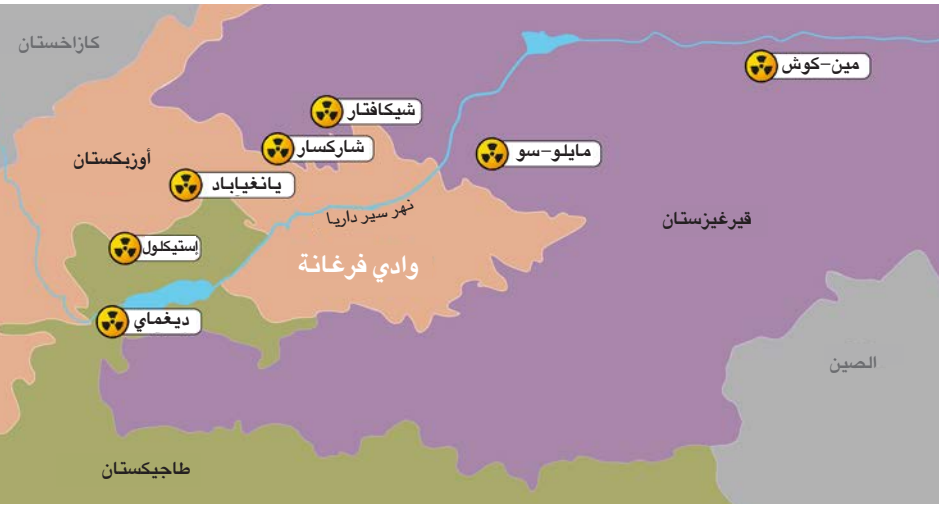 كازاخستان
مين-كوش
شيكافتار
شاركسار
مايلو-سو
أوزبكستان
يانغياباد
نهر سير داريا
قيرغيزستان
إستيكلول
وادي فرغانة
ديغماي
الصين
طاجيكستان